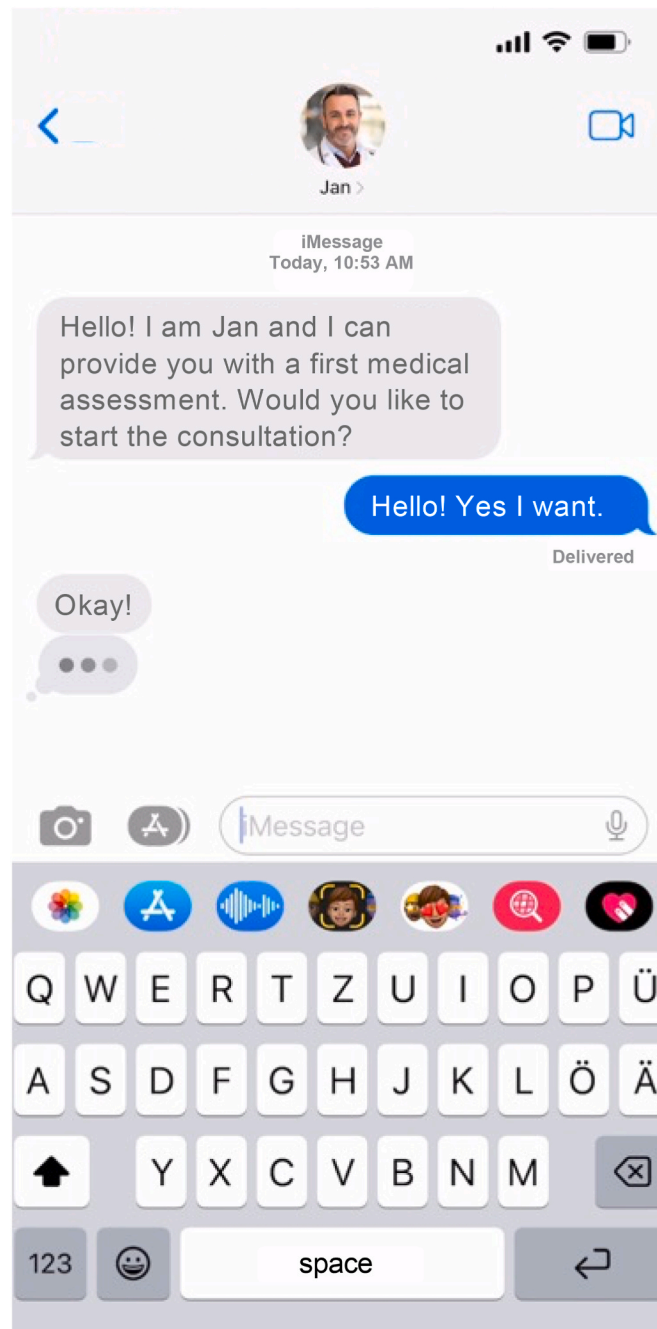 Jan
iMessage
Today, 10:53 AM
Hello! I am Jan and I can
provide you with a first medical
assessment. Would you like to
start the consultation?
Hello! Yes I want.
Delivered
Okay!
iMessage
Q W E R T Z U I O P Ü
A S D F G H J K L Ö Ä
Y X C V B N M
123 space